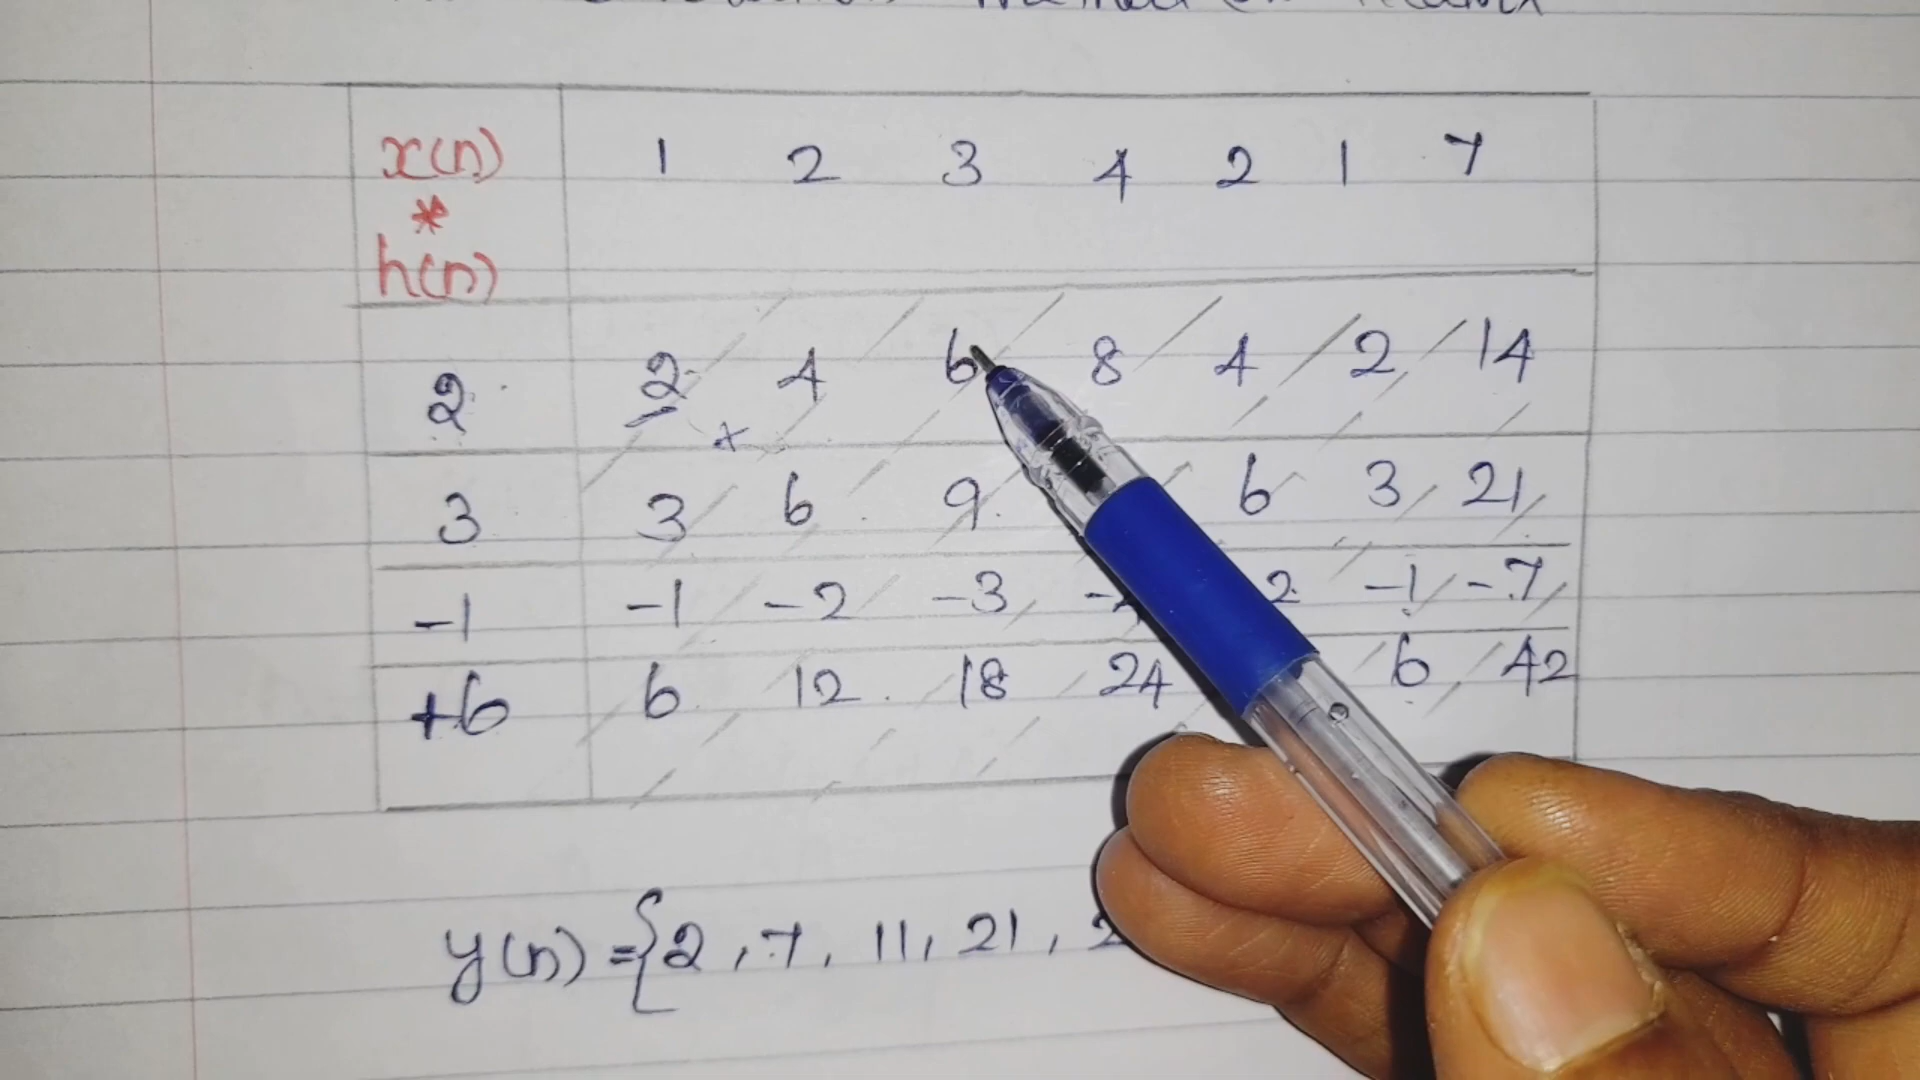 x(n) 1 2 3 4 2 1 7
*
h(n)
2 2 4 6 8 4 2 14
+
3 3 6 9 6 3 21
-1 -1 -2 -3 2 -1 -7
+6 6 12 18 24 6 42
y(n) = {2, 7, 11, 21,